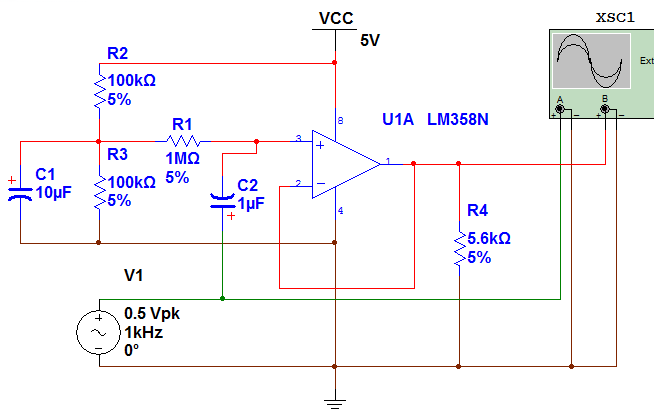 XSC1
VCC
5V
Ext
A
B
+
−
+
−
R2
100kΩ
5%
8
U1A LM358N
R1
1MΩ
5%
3
+
1
2
−
4
R3
100kΩ
5%
+
C1
10µF
C2
1µF
+
R4
5.6kΩ
5%
V1
+
−
0.5 Vpk
1kHz
0°